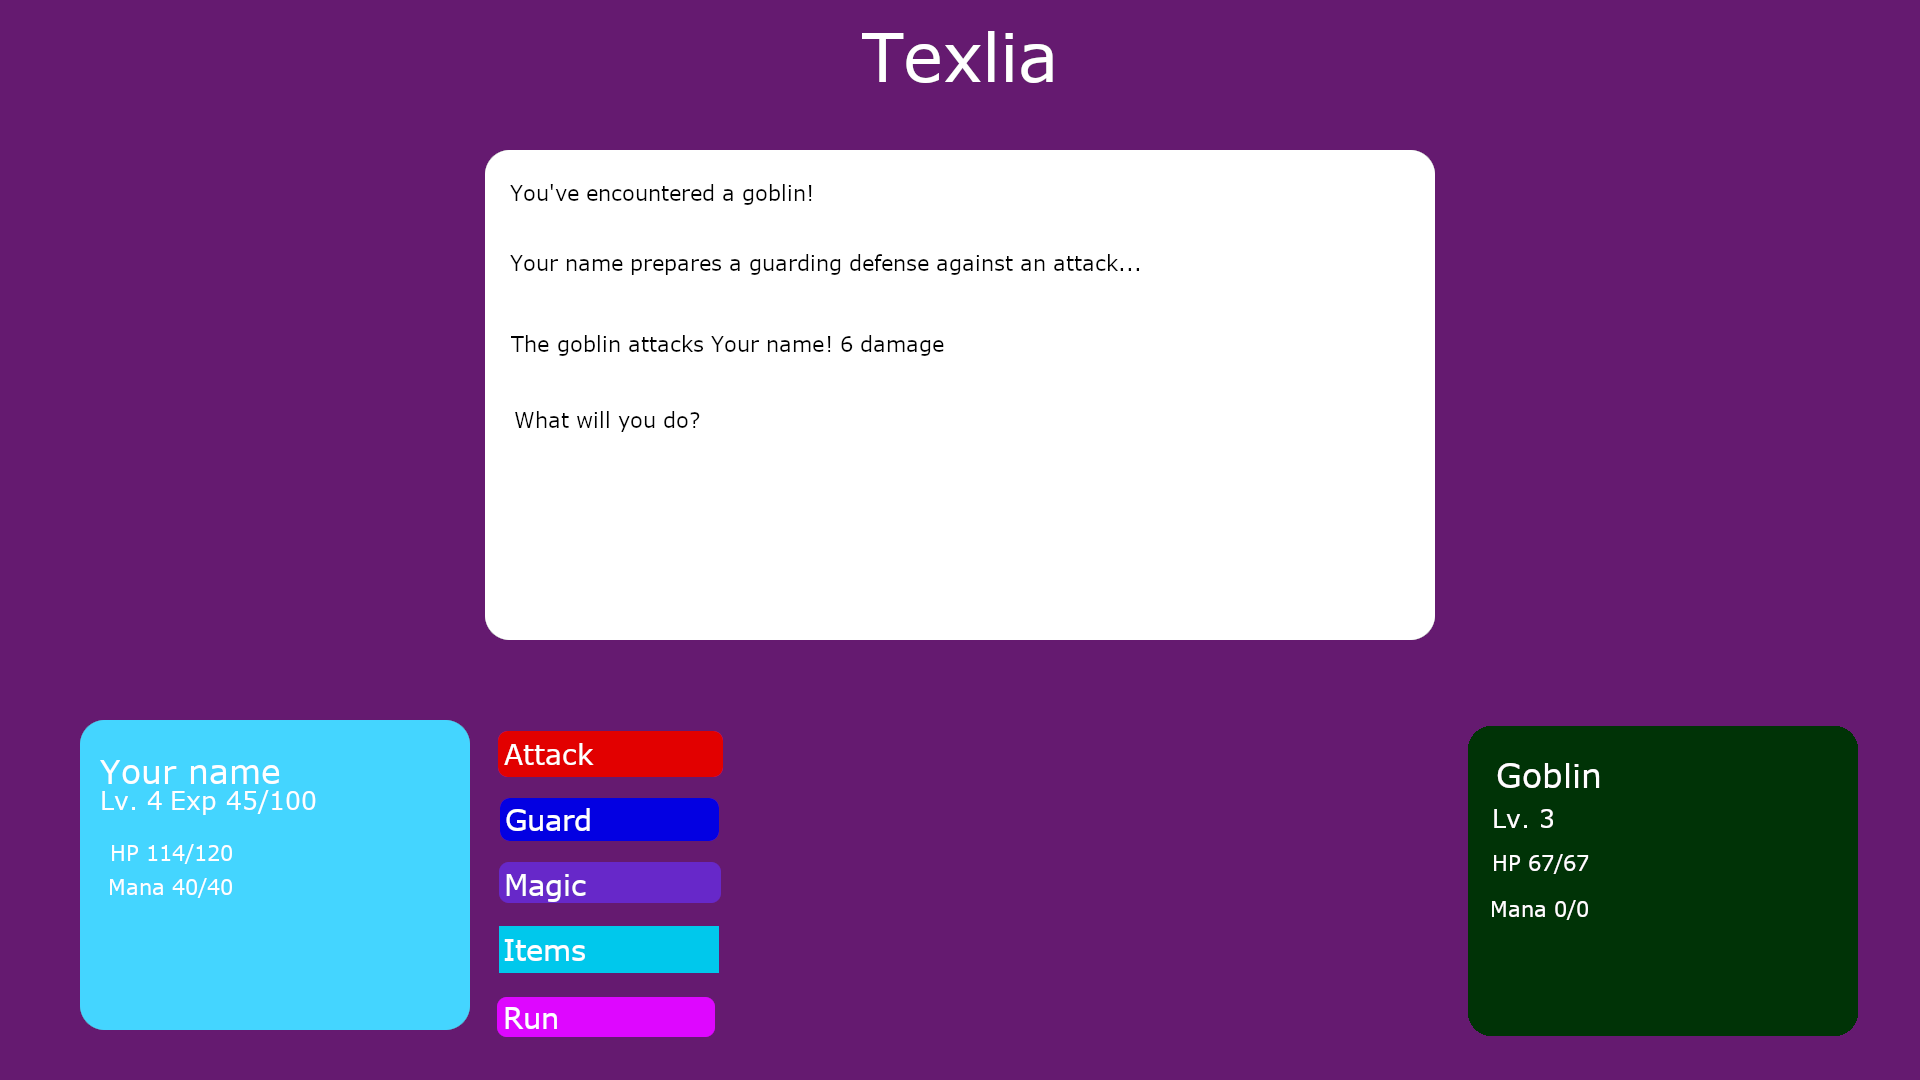 Texlia
You've encountered a goblin!
Your name prepares a guarding defense against an attack...
The goblin attacks Your name! 6 damage
What will you do?
Your name
Lv. 4 Exp 45/100
HP 114/120
Mana 40/40
Attack
Guard
Magic
Items
Run
Goblin
Lv. 3
HP 67/67
Mana 0/0